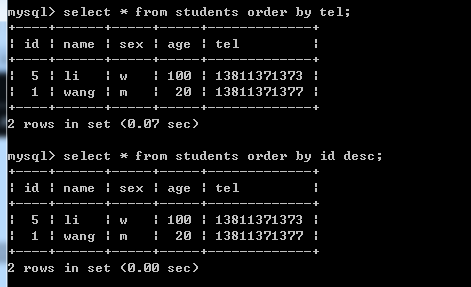 mysql> select * from students order by tel;
+----+------+-----+-----+-------------+
¦ id ¦ name ¦ sex ¦ age ¦ tel         ¦
+----+------+-----+-----+-------------+
¦  5 ¦ li   ¦ w   ¦ 100 ¦ 13811371373 ¦
¦  1 ¦ wang ¦ m   ¦  20 ¦ 13811371377 ¦
+----+------+-----+-----+-------------+
2 rows in set (0.07 sec)
mysql> select * from students order by id desc;
+----+------+-----+-----+-------------+
¦ id ¦ name ¦ sex ¦ age ¦ tel         ¦
+----+------+-----+-----+-------------+
¦  5 ¦ li   ¦ w   ¦ 100 ¦ 13811371373 ¦
¦  1 ¦ wang ¦ m   ¦  20 ¦ 13811371377 ¦
+----+------+-----+-----+-------------+
2 rows in set (0.00 sec)